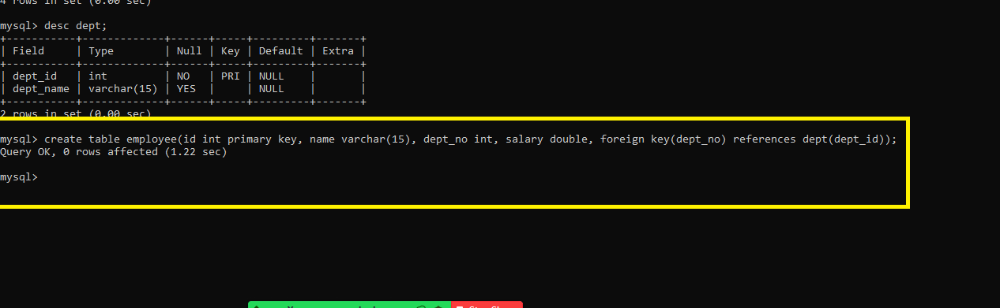 4 rows in set (0.00 sec)
mysql> desc dept;
+-----------+-------------+------+-----+---------+-------+
| Field     | Type        | Null | Key | Default | Extra |
+-----------+-------------+------+-----+---------+-------+
| dept_id   | int         | NO   | PRI | NULL    |       |
| dept_name | varchar(15) | YES  |     | NULL    |       |
+-----------+-------------+------+-----+---------+-------+
2 rows in set (0.00 sec)
mysql> create table employee(id int primary key, name varchar(15), dept_no int, salary double, foreign key(dept_no) references dept(dept_id));
Query OK, 0 rows affected (1.22 sec)
mysql>